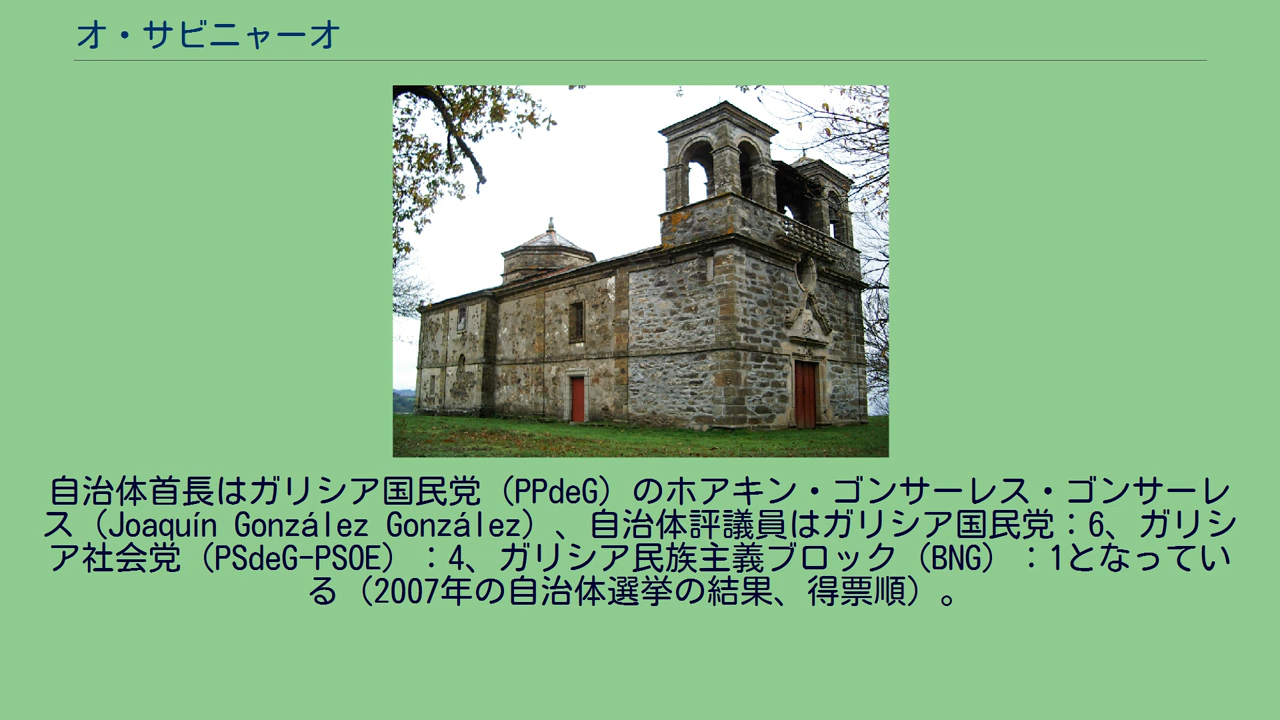 オ・サビニャーオ
自治体首長はガリシア国民党（PPdeG）のホアキン・ゴンサーレス・ゴンサーレ
ス（Joaquín González González）、自治体評議員はガリシア国民党：6、ガリシ
ア社会党（PSdeG-PSOE）：4、ガリシア民族主義ブロック（BNG）：1となってい
る（2007年の自治体選挙の結果、得票順）。